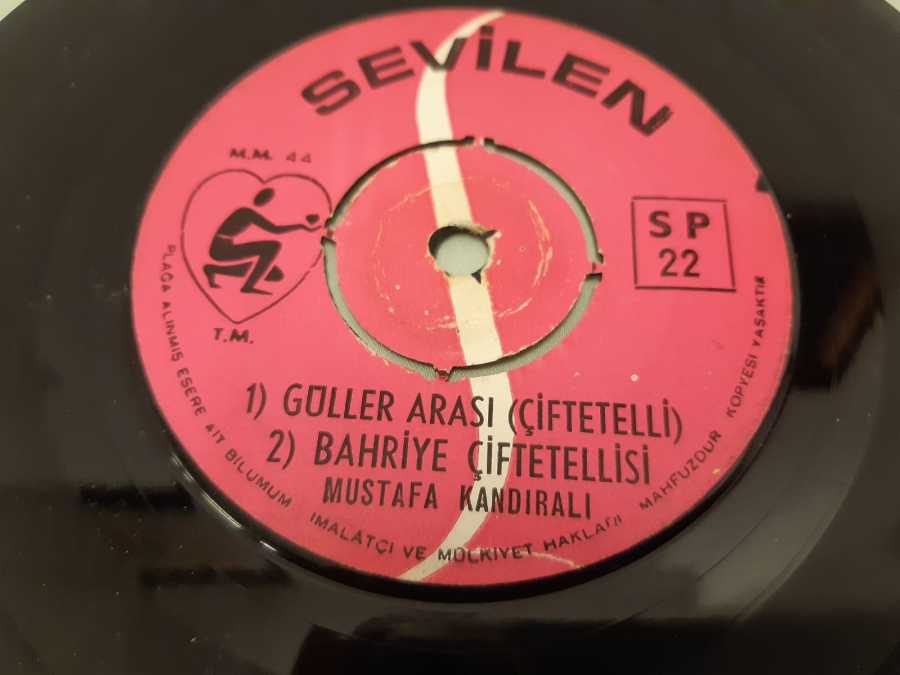 SEVİLEN
M.M. 44
T.M.
SP
22
1) GÜLLER ARASI (ÇİFTETELLİ)
2) BAHRİYE ÇİFTETELLİSİ
MUSTAFA KANDIRALI
PLAĞA ALINMIŞ ESERE AİT BİLUMUM İMALÂTÇI VE MÜLKİYET HAKLARI MAHFUZDUR KOPYESİ YASAKTIR